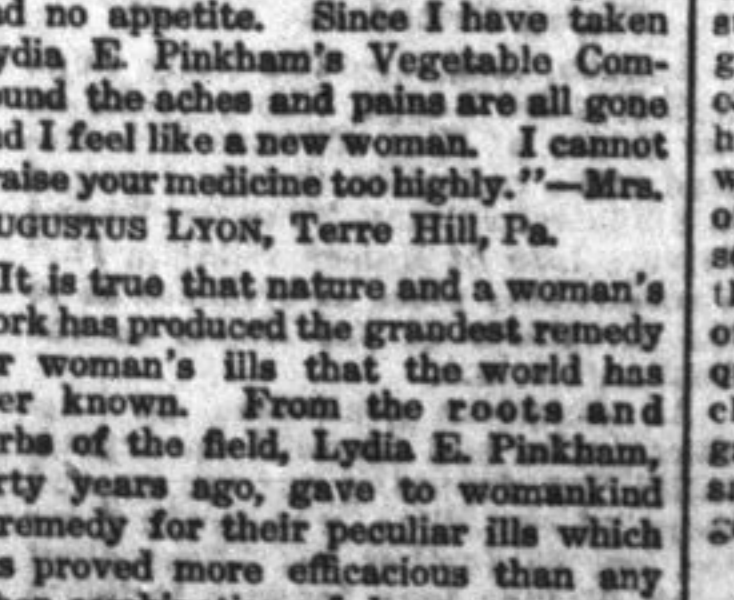 d no appetite. Since I have taken
ydia E. Pinkham's Vegetable Com-
ound the aches and pains are all gone
d I feel like a new woman. I cannot
raise your medicine too highly."—Mrs.
UGUSTUS LYON, Terre Hill, Pa.
It is true that nature and a woman's
ork has produced the grandest remedy
r woman's ills that the world has
er known. From the roots and
rbs of the field, Lydia E. Pinkham,
rty years ago, gave to womankind
remedy for their peculiar ills which
s proved more efficacious than any